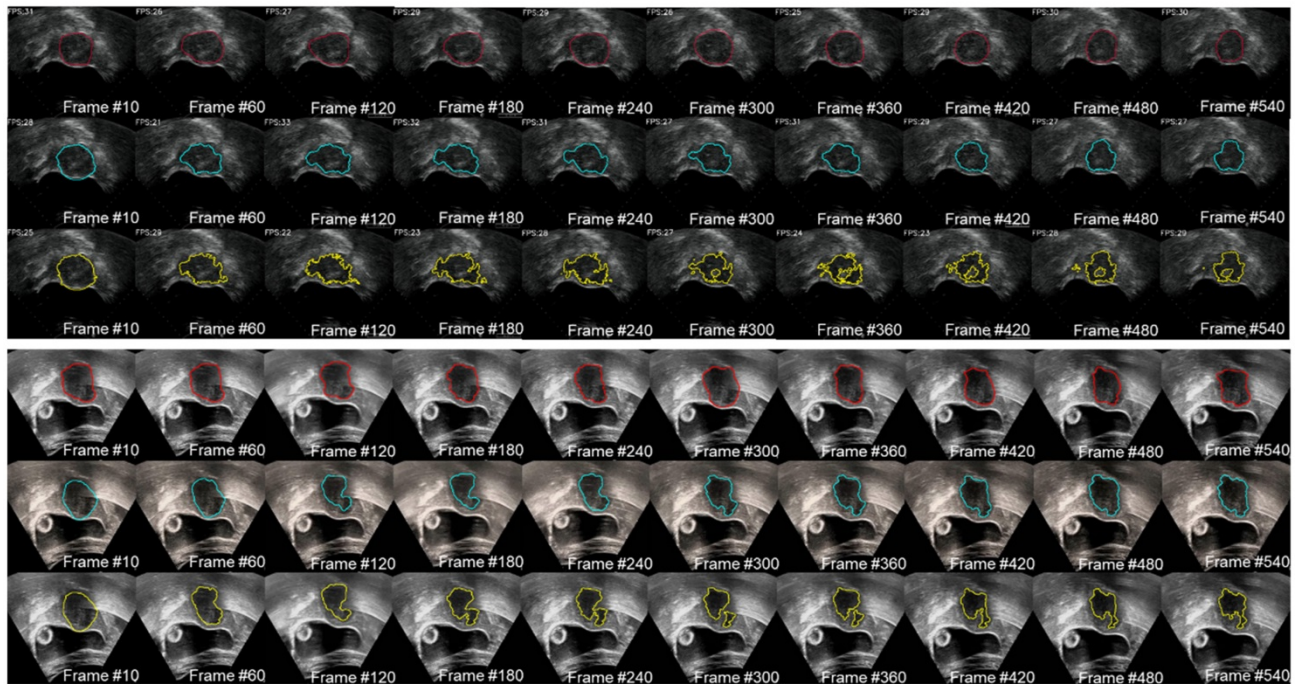 FPS:31 FPS:26 FPS:27 FPS:29 FPS:29 FPS:26 FPS:25 FPS:29 FPS:30 FPS:30
Frame #10 Frame #60 Frame #120 Frame #180 Frame #240 Frame #300 Frame #360 Frame #420 Frame #480 Frame #540
FPS:28 FPS:21 FPS:33 FPS:32 FPS:31 FPS:27 FPS:31 FPS:29 FPS:27 FPS:27
Frame #10 Frame #60 Frame #120 Frame #180 Frame #240 Frame #300 Frame #360 Frame #420 Frame #480 Frame #540
FPS:25 FPS:29 FPS:22 FPS:23 FPS:28 FPS:27 FPS:24 FPS:23 FPS:28 FPS:29
Frame #10 Frame #60 Frame #120 Frame #180 Frame #240 Frame #300 Frame #360 Frame #420 Frame #480 Frame #540
Frame #10 Frame #60 Frame #120 Frame #180 Frame #240 Frame #300 Frame #360 Frame #420 Frame #480 Frame #540
Frame #10 Frame #60 Frame #120 Frame #180 Frame #240 Frame #300 Frame #360 Frame #420 Frame #480 Frame #540
Frame #10 Frame #60 Frame #120 Frame #180 Frame #240 Frame #300 Frame #360 Frame #420 Frame #480 Frame #540